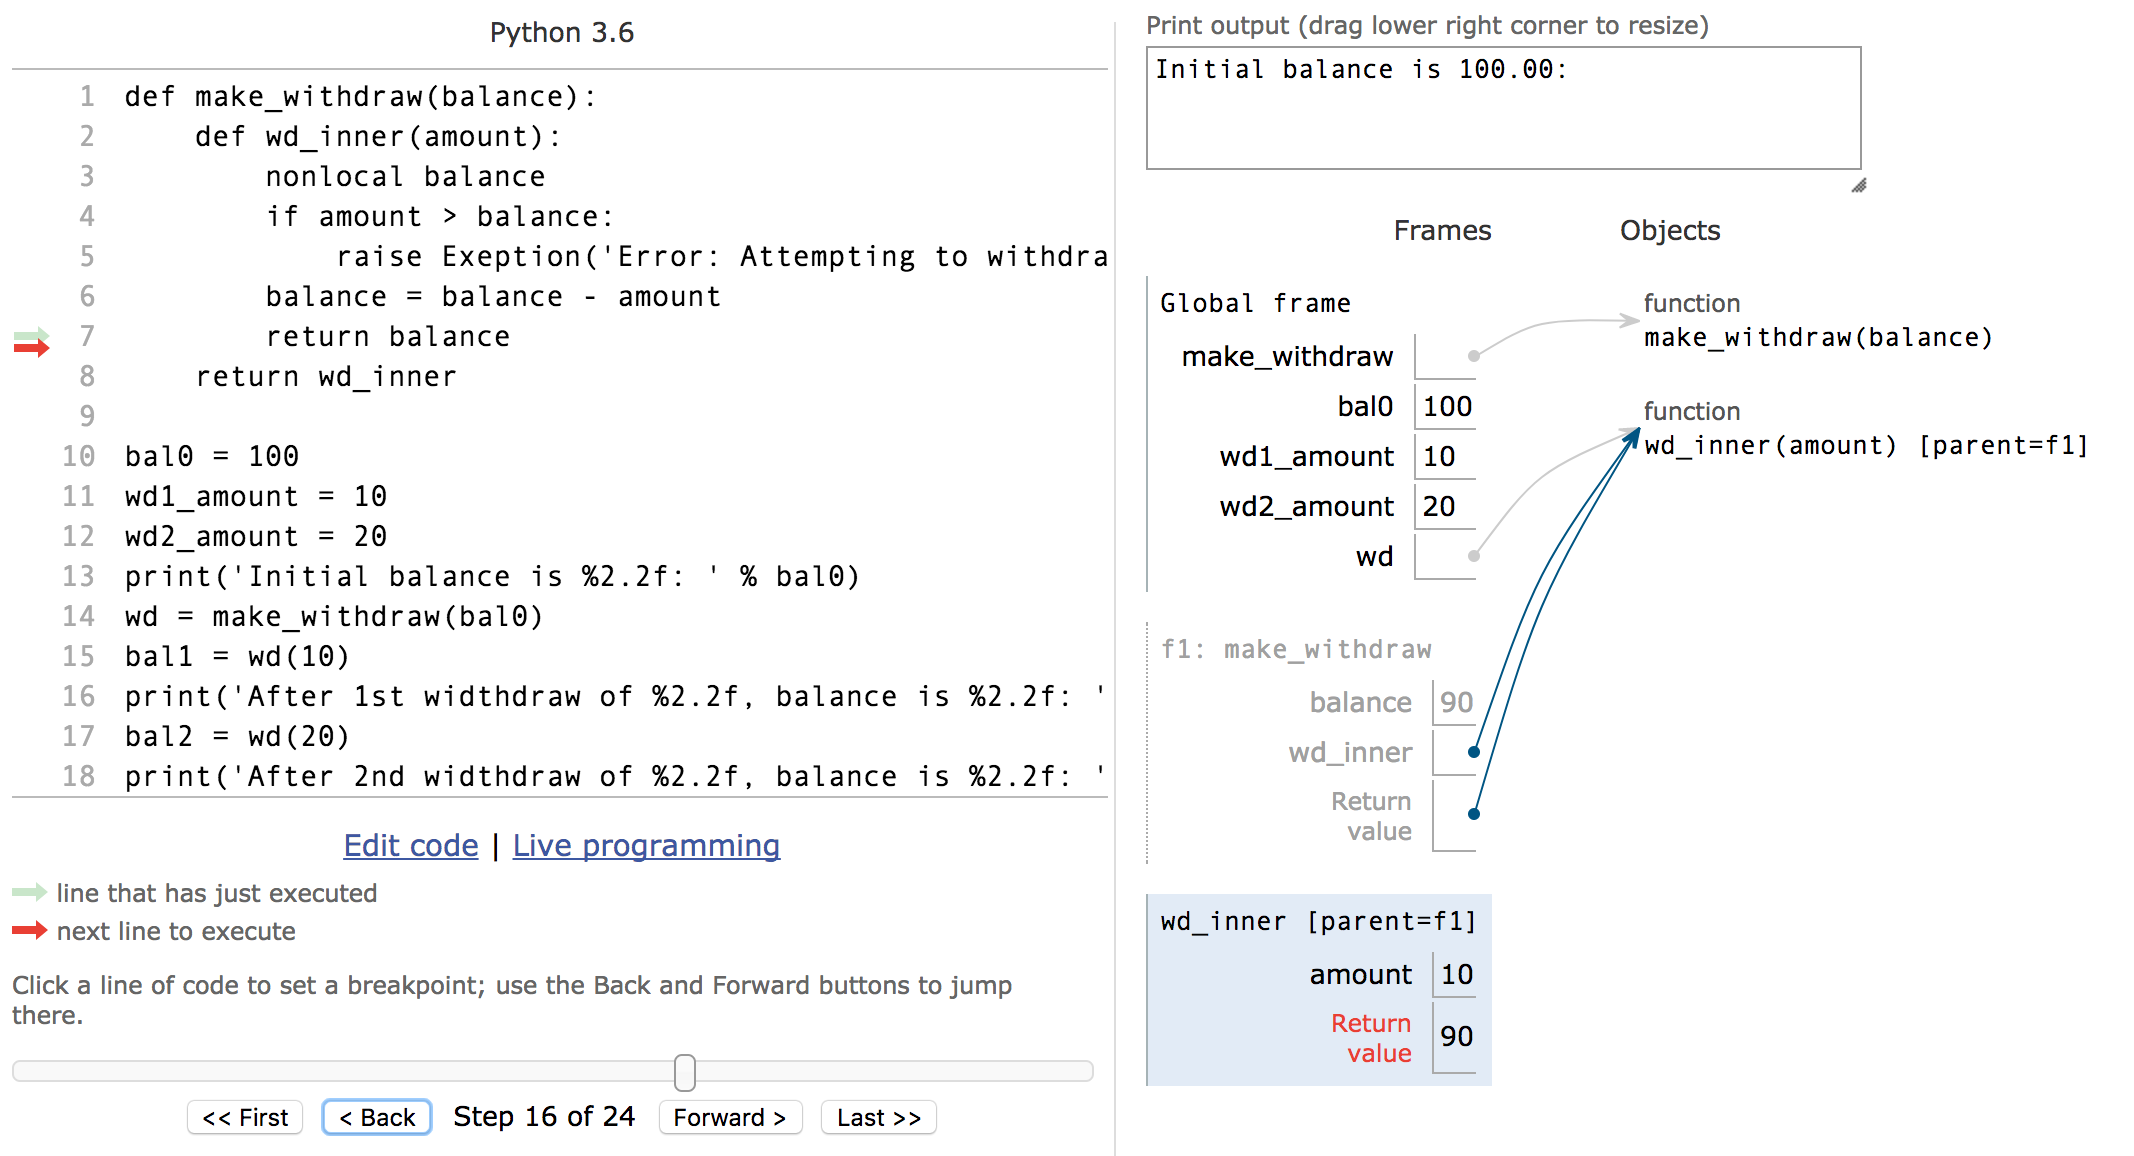 Python 3.6
1 def make_withdraw(balance):
2     def wd_inner(amount):
3         nonlocal balance
4         if amount > balance:
5             raise Exeption('Error: Attempting to withdra
6         balance = balance - amount
7         return balance
8     return wd_inner
9
10 bal0 = 100
11 wd1_amount = 10
12 wd2_amount = 20
13 print('Initial balance is %2.2f: ' % bal0)
14 wd = make_withdraw(bal0)
15 bal1 = wd(10)
16 print('After 1st widthdraw of %2.2f, balance is %2.2f: '
17 bal2 = wd(20)
18 print('After 2nd widthdraw of %2.2f, balance is %2.2f: '
Edit code | Live programming
line that has just executed
next line to execute
Click a line of code to set a breakpoint; use the Back and Forward buttons to jump
there.
<< First < Back Step 16 of 24 Forward > Last >>
Print output (drag lower right corner to resize)
Initial balance is 100.00:
Frames Objects
Global frame
make_withdraw
bal0 100
wd1_amount 10
wd2_amount 20
wd
function
make_withdraw(balance)
function
wd_inner(amount) [parent=f1]
f1: make_withdraw
balance 90
wd_inner
Return
value
wd_inner [parent=f1]
amount 10
Return
value 90